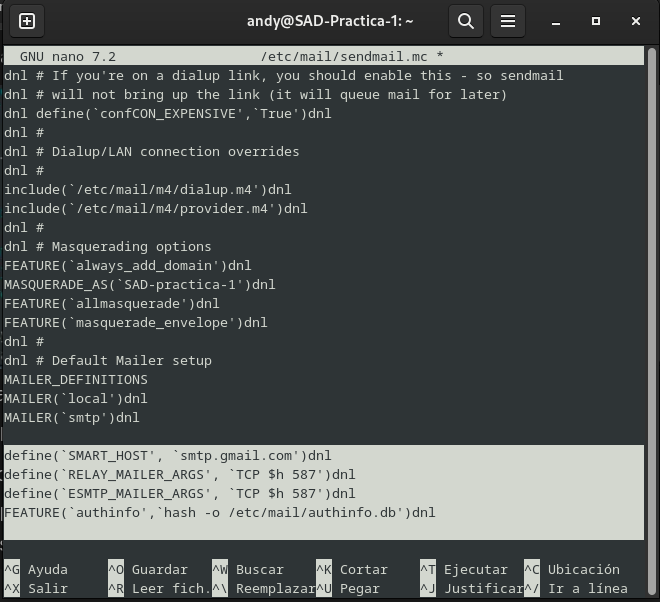 andy@SAD-Practica-1: ~
GNU nano 7.2 /etc/mail/sendmail.mc *
dnl # If you're on a dialup link, you should enable this - so sendmail
dnl # will not bring up the link (it will queue mail for later)
dnl define(`confCON_EXPENSIVE',`True')dnl
dnl #
dnl # Dialup/LAN connection overrides
dnl #
include(`/etc/mail/m4/dialup.m4')dnl
include(`/etc/mail/m4/provider.m4')dnl
dnl #
dnl # Masquerading options
FEATURE(`always_add_domain')dnl
MASQUERADE_AS(`SAD-practica-1')dnl
FEATURE(`allmasquerade')dnl
FEATURE(`masquerade_envelope')dnl
dnl #
dnl # Default Mailer setup
MAILER_DEFINITIONS
MAILER(`local')dnl
MAILER(`smtp')dnl
define(`SMART_HOST', `smtp.gmail.com')dnl
define(`RELAY_MAILER_ARGS', `TCP $h 587')dnl
define(`ESMTP_MAILER_ARGS', `TCP $h 587')dnl
FEATURE(`authinfo',`hash -o /etc/mail/authinfo.db')dnl
^G Ayuda ^O Guardar ^W Buscar ^K Cortar ^T Ejecutar ^C Ubicación
^X Salir ^R Leer fich. ^\ Reemplazar ^U Pegar ^J Justificar ^/ Ir a línea